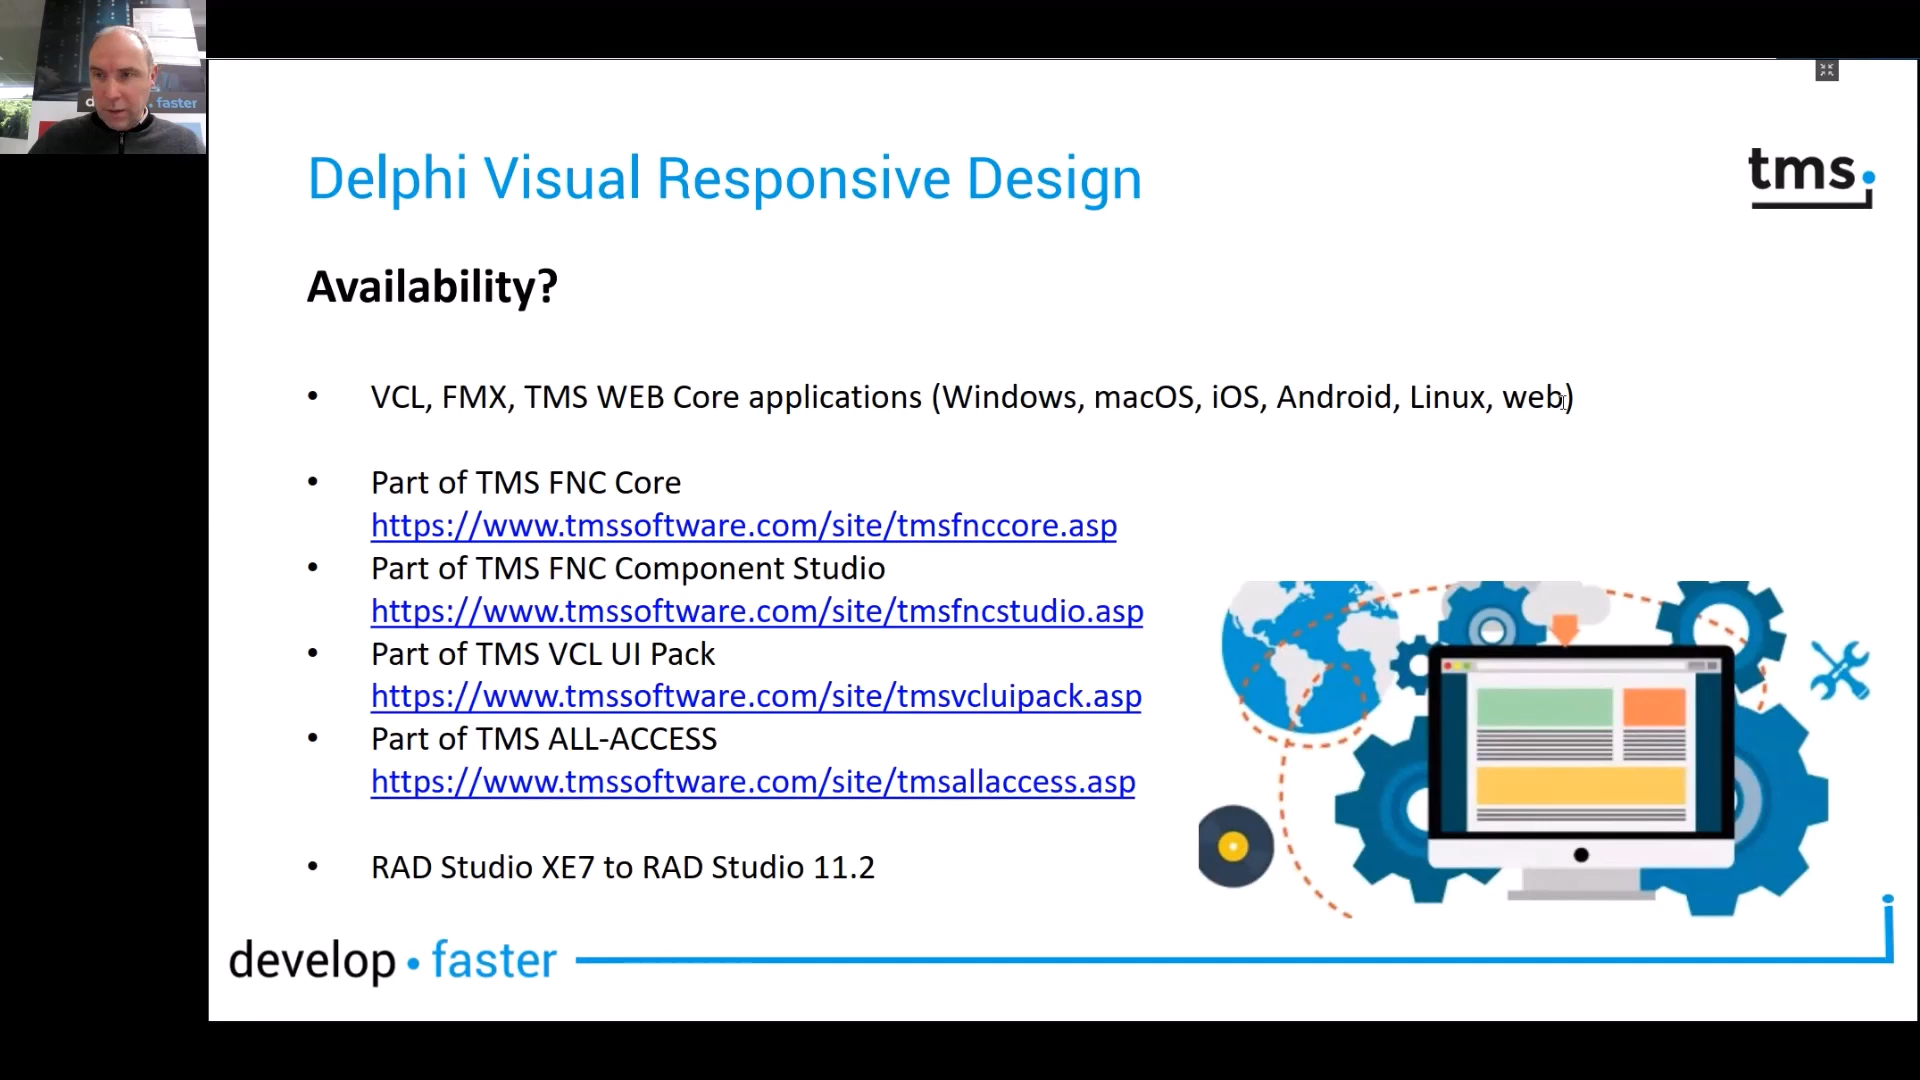 d . faster
Delphi Visual Responsive Design
tms.
Availability?
• VCL, FMX, TMS WEB Core applications (Windows, macOS, iOS, Android, Linux, web)
• Part of TMS FNC Core
https://www.tmssoftware.com/site/tmsfnccore.asp
• Part of TMS FNC Component Studio
https://www.tmssoftware.com/site/tmsfncstudio.asp
• Part of TMS VCL UI Pack
https://www.tmssoftware.com/site/tmsvcluipack.asp
• Part of TMS ALL-ACCESS
https://www.tmssoftware.com/site/tmsallaccess.asp
• RAD Studio XE7 to RAD Studio 11.2
develop • faster